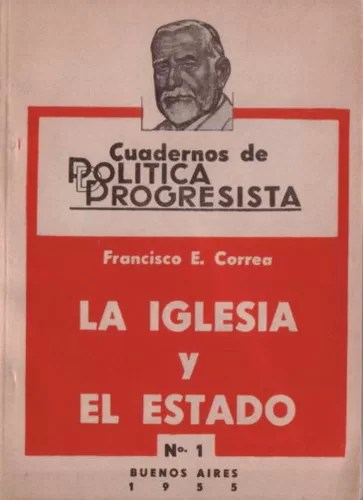 Cuadernos de
POLITICA
PROGRESISTA
Francisco E. Correa
LA IGLESIA
y
EL ESTADO
No. 1
BUENOS AIRES
1955